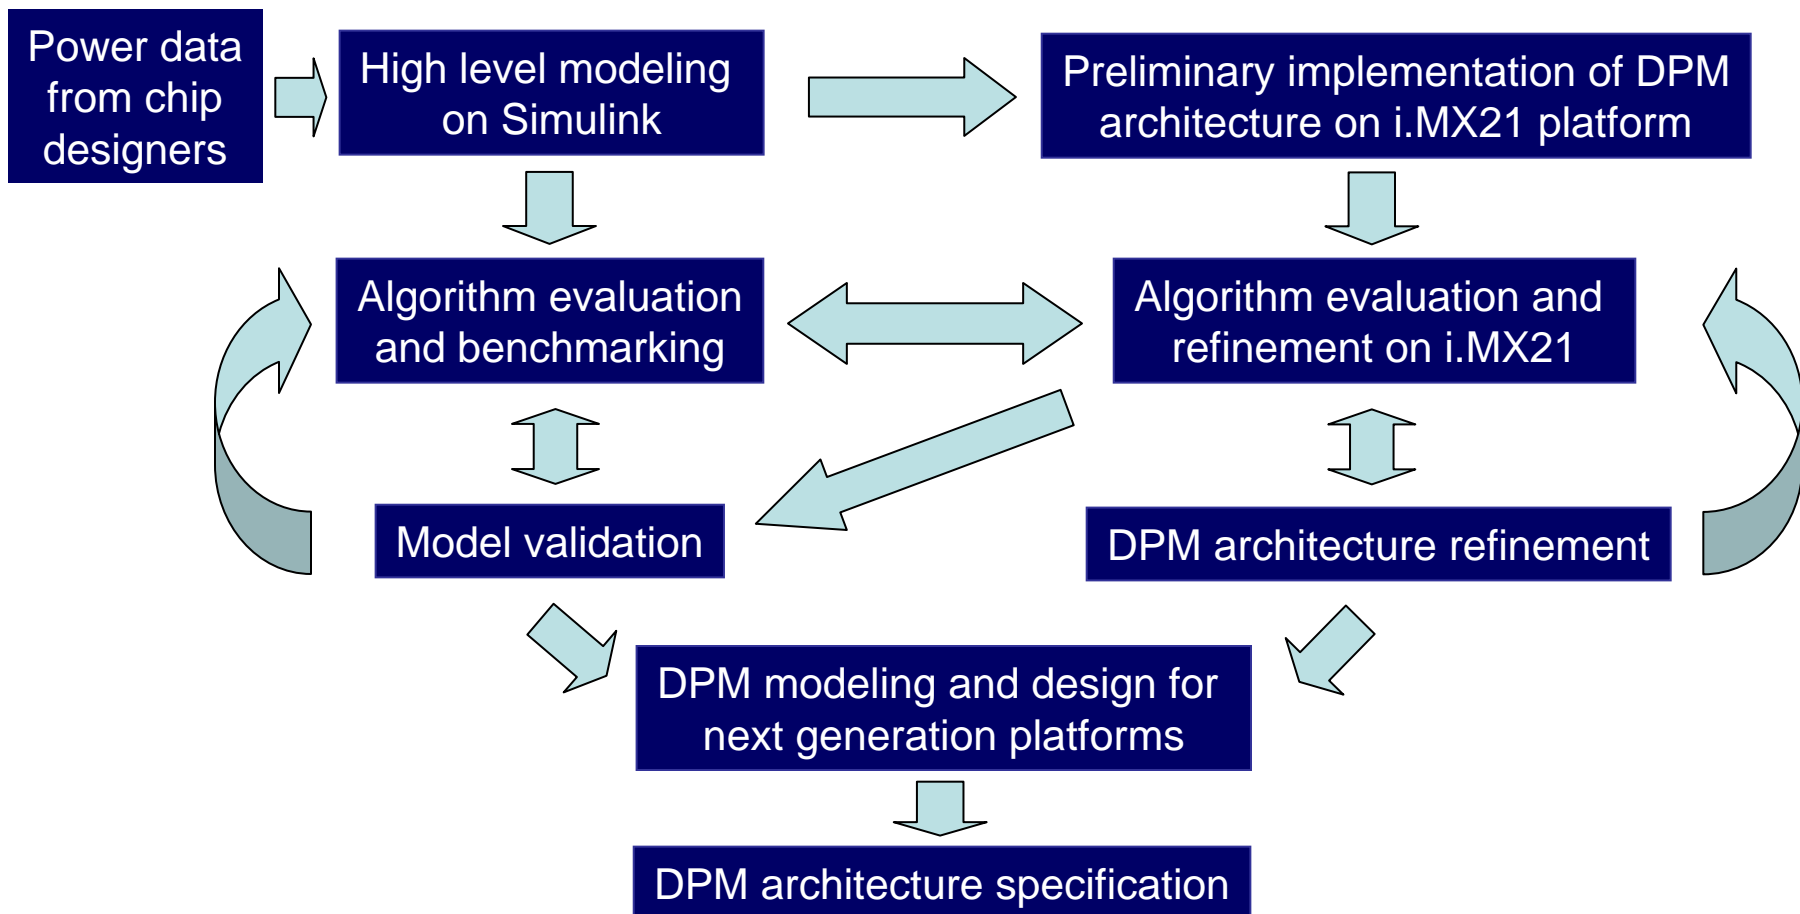 Power data
from chip
designers
High level modeling
on Simulink
Preliminary implementation of DPM
architecture on i.MX21 platform
Algorithm evaluation
and benchmarking
Algorithm evaluation and
refinement on i.MX21
Model validation
DPM architecture refinement
DPM modeling and design for
next generation platforms
DPM architecture specification